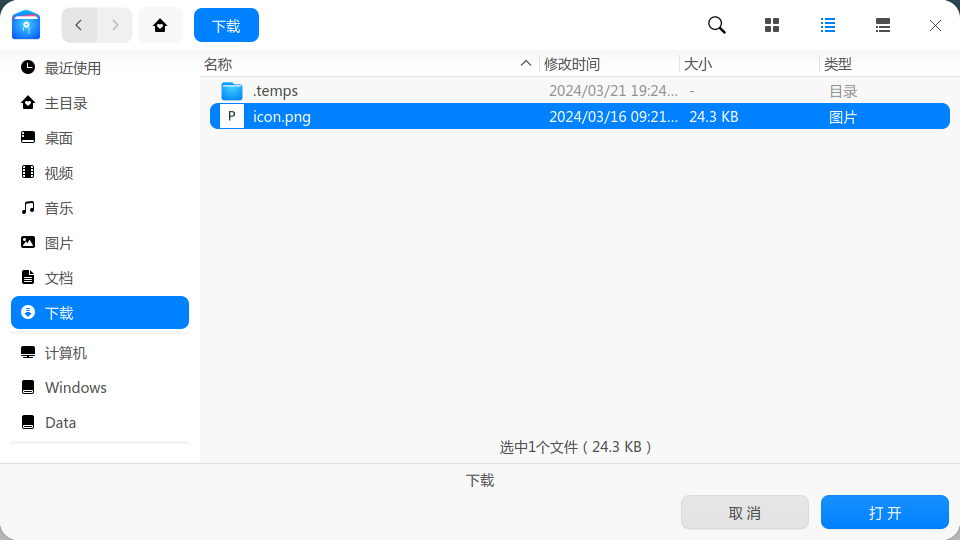 下载
最近使用
主目录
桌面
视频
音乐
图片
文档
下载
计算机
Windows
Data
名称 修改时间 大小 类型
.temps 2024/03/21 19:24... - 目录
P icon.png 2024/03/16 09:21... 24.3 KB 图片
选中1个文件（24.3 KB）
下载
取消 打开